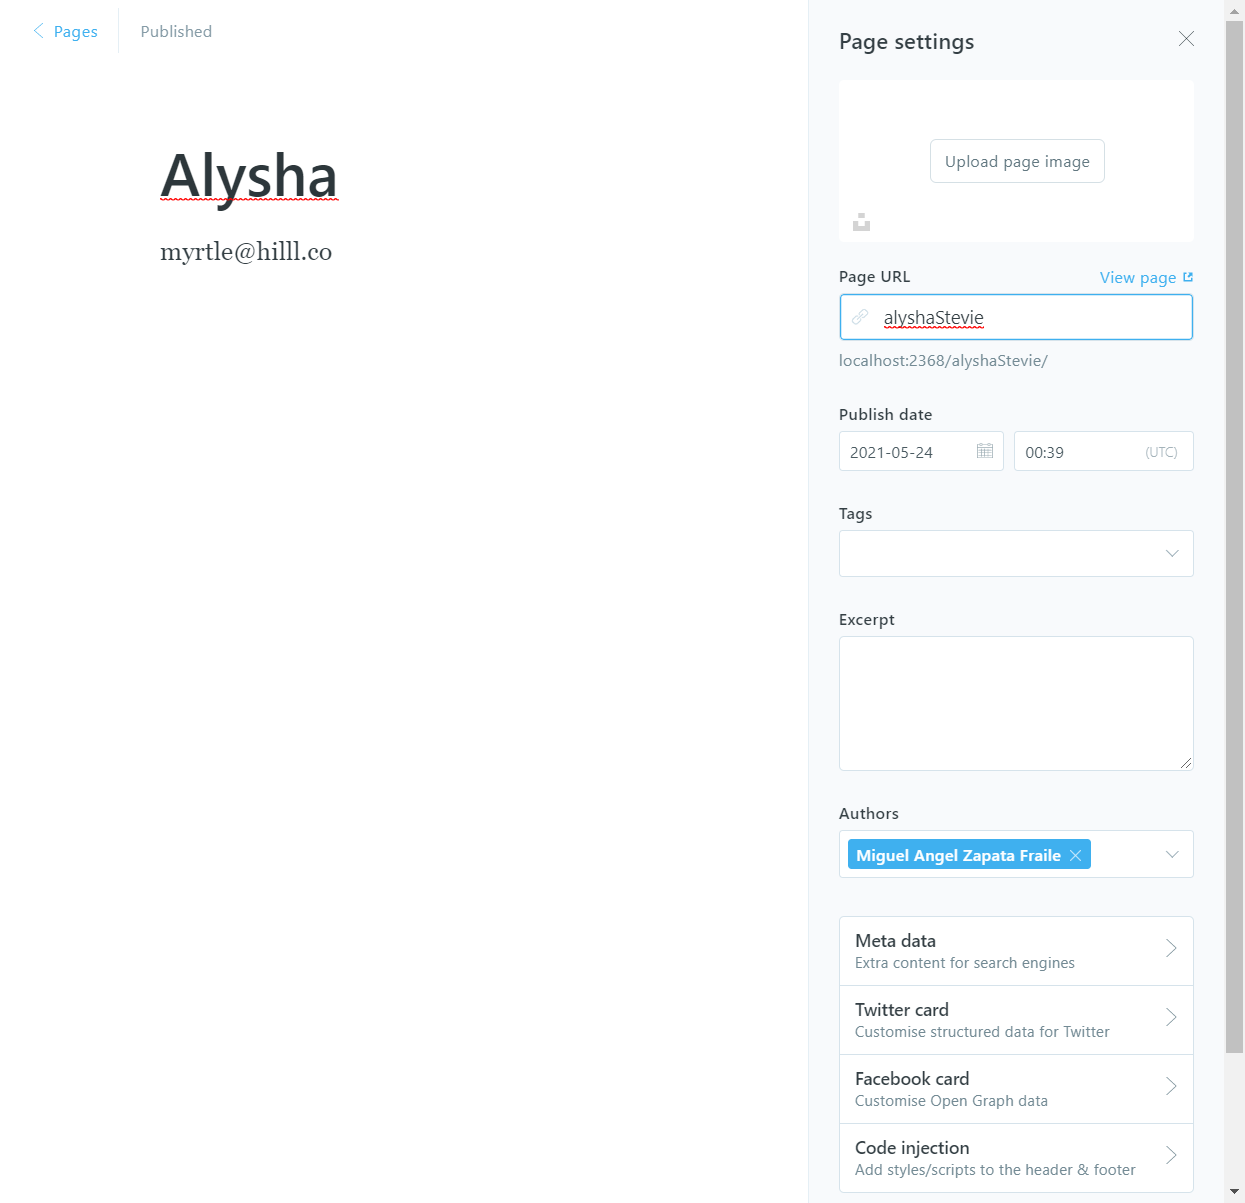 Pages
Published
Alysha
myrtle@hilll.co
Page settings
Upload page image
Page URL
View page
alyshaStevie
localhost:2368/alyshaStevie/
Publish date
2021-05-24
00:39 (UTC)
Tags
Excerpt
Authors
Miguel Angel Zapata Fraile
Meta data
Extra content for search engines
Twitter card
Customise structured data for Twitter
Facebook card
Customise Open Graph data
Code injection
Add styles/scripts to the header & footer